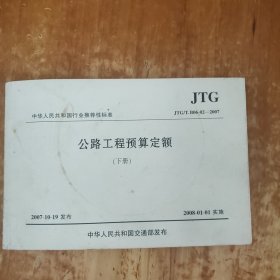 JTG
中华人民共和国行业推荐性标准
JTG/T B06-02—2007
公路工程预算定额
(下册)
2007-10-19 发布
2008-01-01 实施
中华人民共和国交通部发布